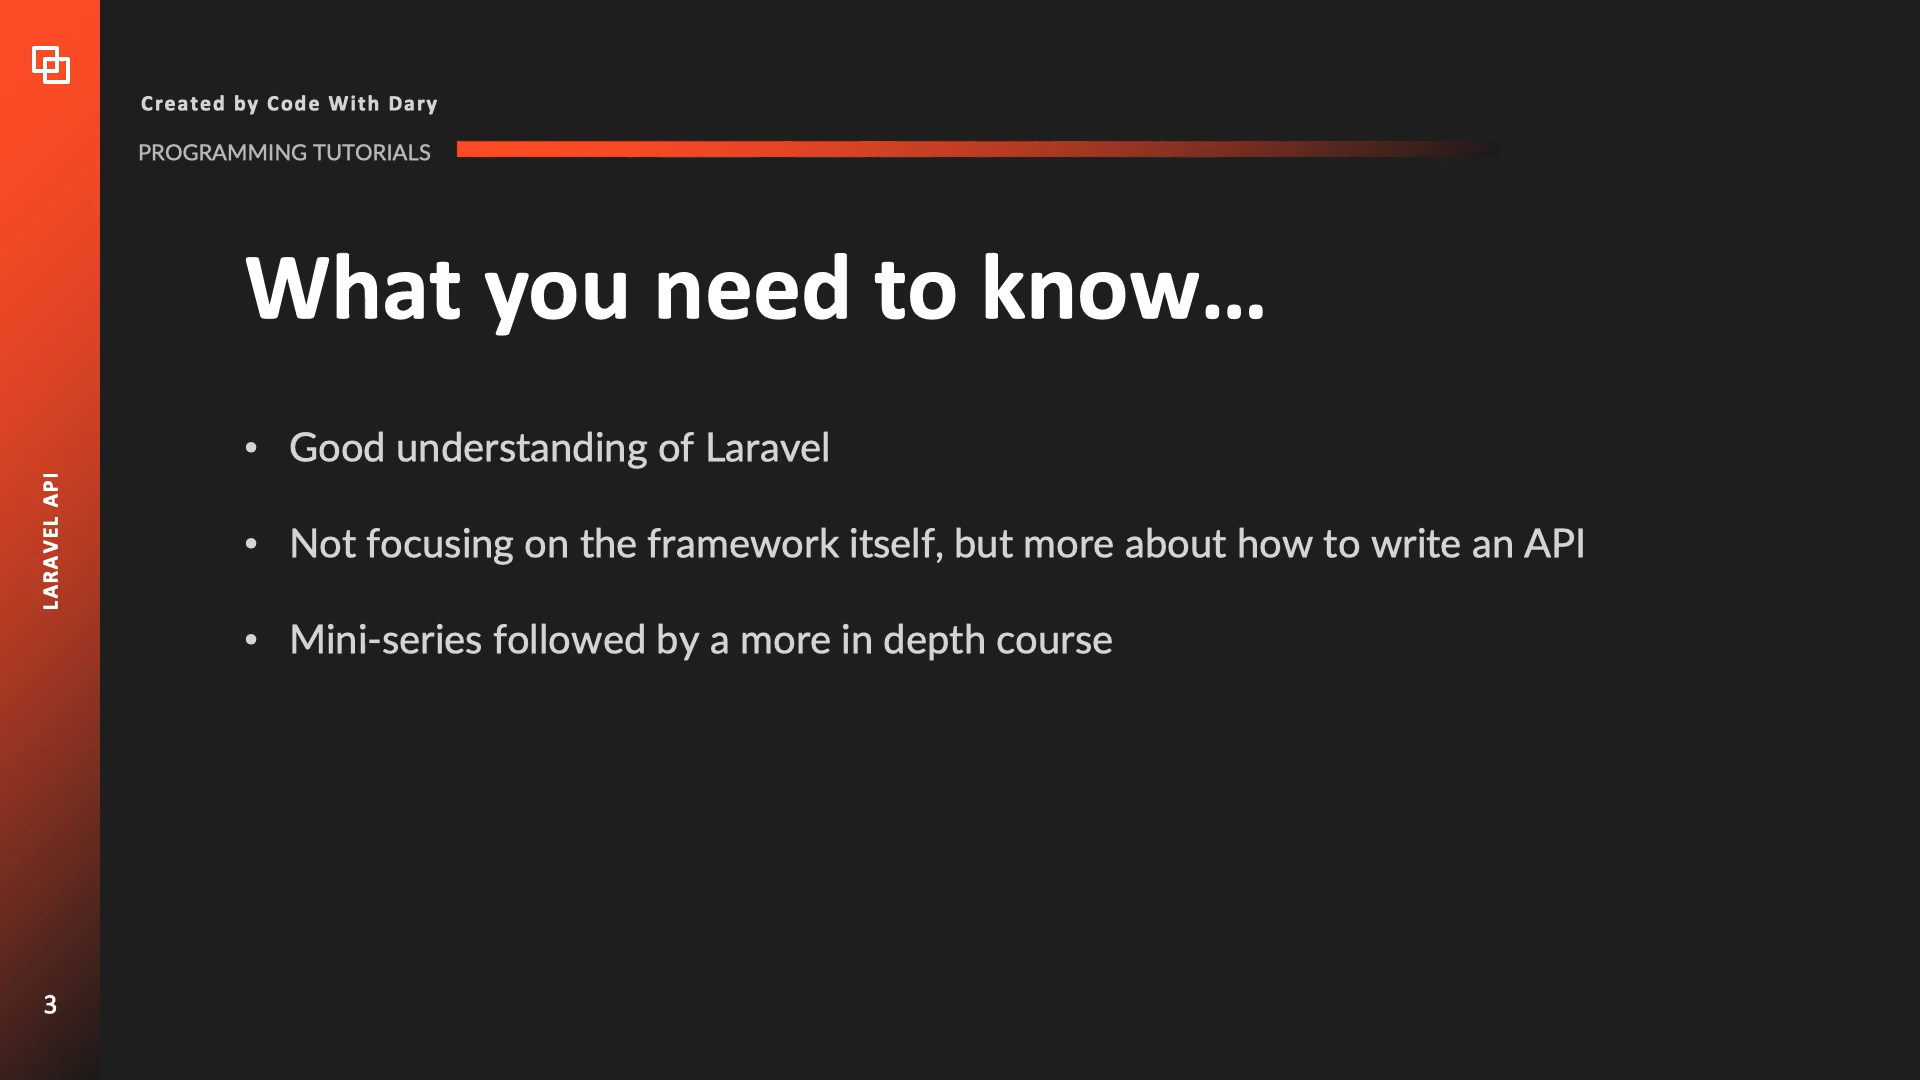 Created by Code With Dary
PROGRAMMING TUTORIALS
What you need to know...
• Good understanding of Laravel
• Not focusing on the framework itself, but more about how to write an API
• Mini-series followed by a more in depth course
LARAVEL API
3